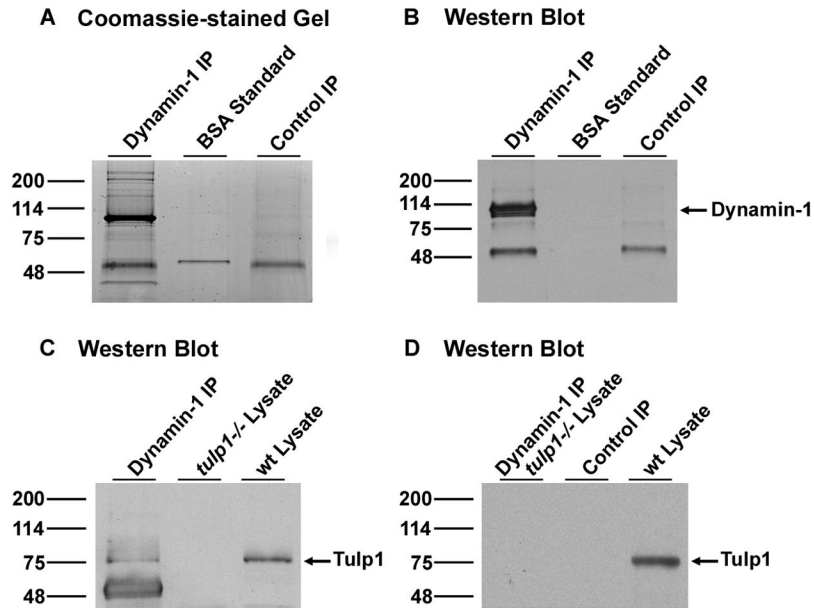 A Coomassie-stained Gel
Dynamin-1 IP
BSA Standard
Control IP
200
114
75
48
B Western Blot
Dynamin-1 IP
BSA Standard
Control IP
200
114
75
48
Dynamin-1
C Western Blot
Dynamin-1 IP
tulp1-/- Lysate
wt Lysate
200
114
75
48
Tulp1
D Western Blot
Dynamin-1 IP
tulp1-/- Lysate
Control IP
wt Lysate
200
114
75
48
Tulp1